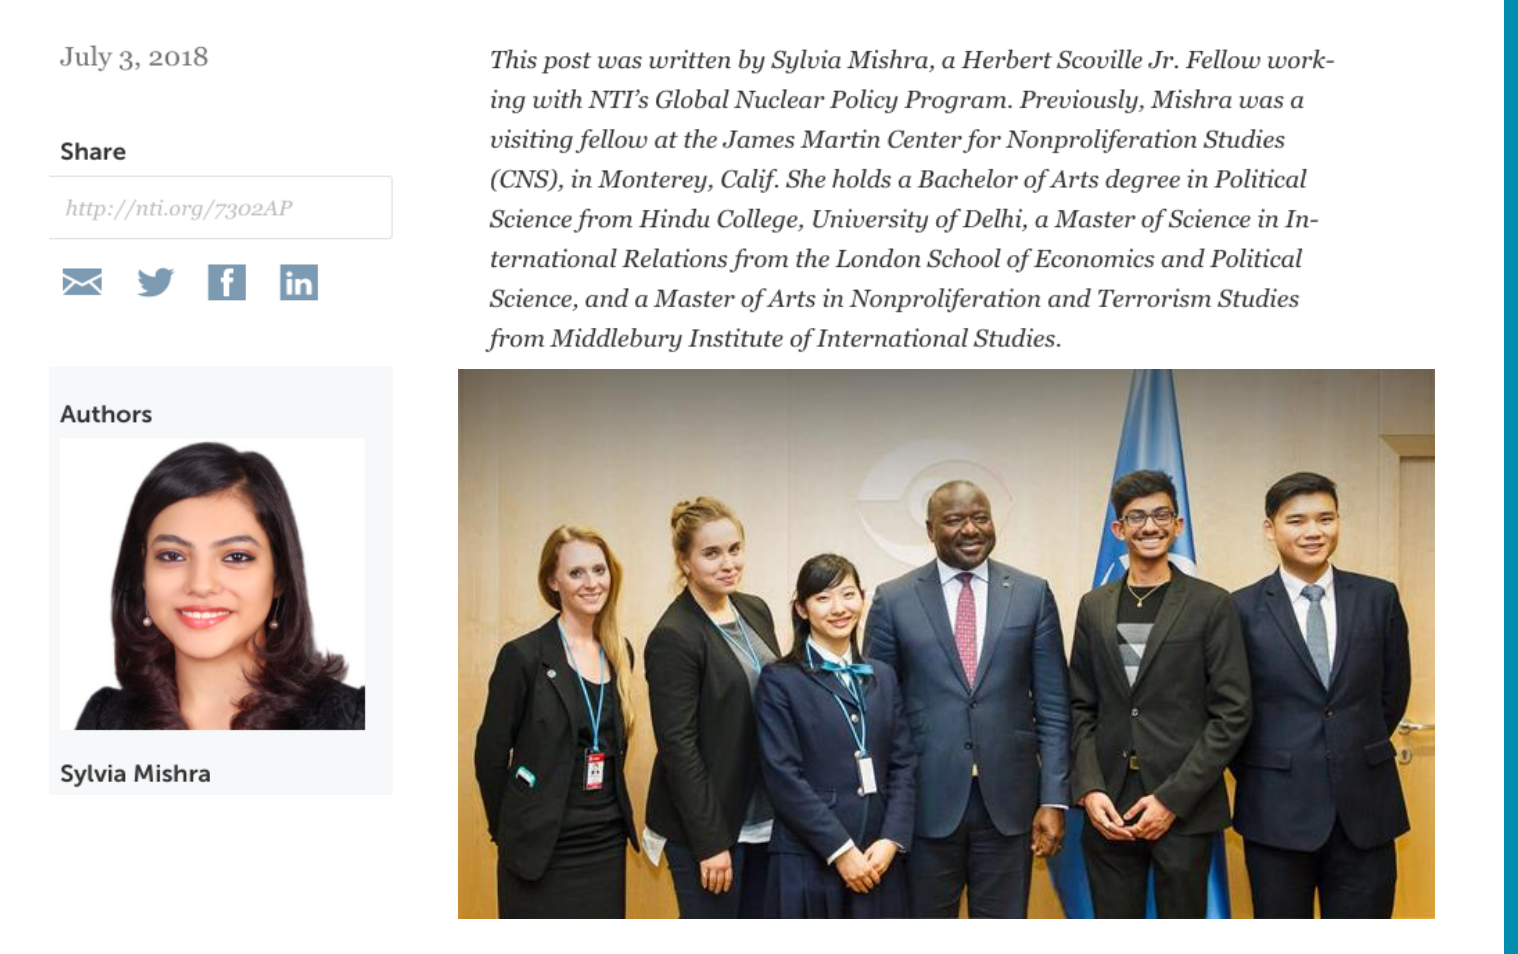 July 3, 2018
Share
http://nti.org/7302AP
Authors
Sylvia Mishra
This post was written by Sylvia Mishra, a Herbert Scoville Jr. Fellow work-
ing with NTI’s Global Nuclear Policy Program. Previously, Mishra was a
visiting fellow at the James Martin Center for Nonproliferation Studies
(CNS), in Monterey, Calif. She holds a Bachelor of Arts degree in Political
Science from Hindu College, University of Delhi, a Master of Science in In-
ternational Relations from the London School of Economics and Political
Science, and a Master of Arts in Nonproliferation and Terrorism Studies
from Middlebury Institute of International Studies.